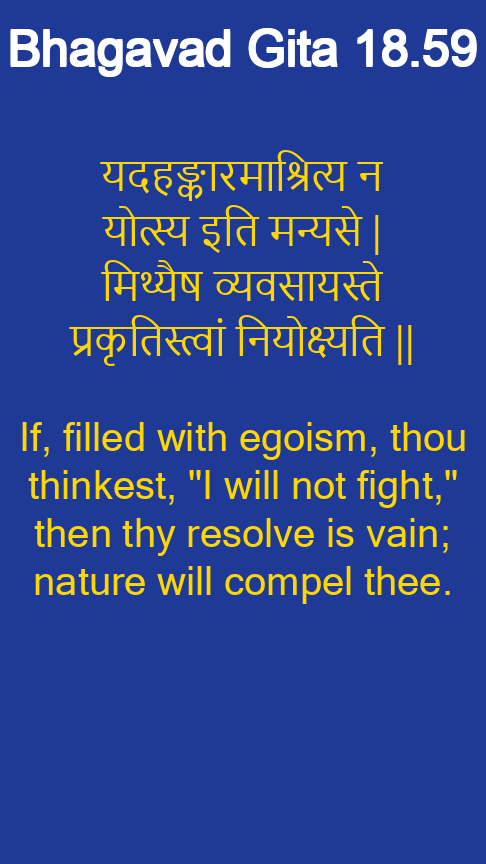 Bhagavad Gita 18.59
यदहङ्कारमाश्रित्य न
योत्स्य इति मन्यसे |
मिथ्यैष व्यवसायस्ते
प्रकृतिस्त्वां नियोक्ष्यति ||
If, filled with egoism, thou
thinkest, "I will not fight,"
then thy resolve is vain;
nature will compel thee.